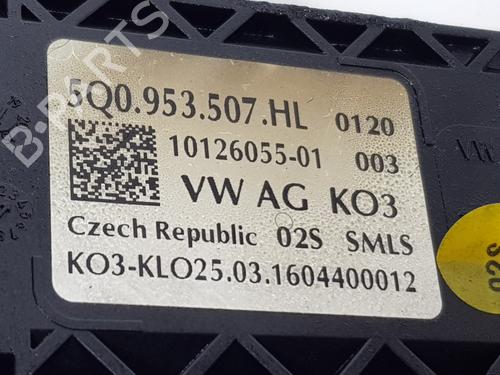 5Q0.953.507.HL 0120
10126055-01 003
VW AG KO3
Czech Republic 02S SMLS
KO3-KLO25.03.1604400012
B-PARTS
02S